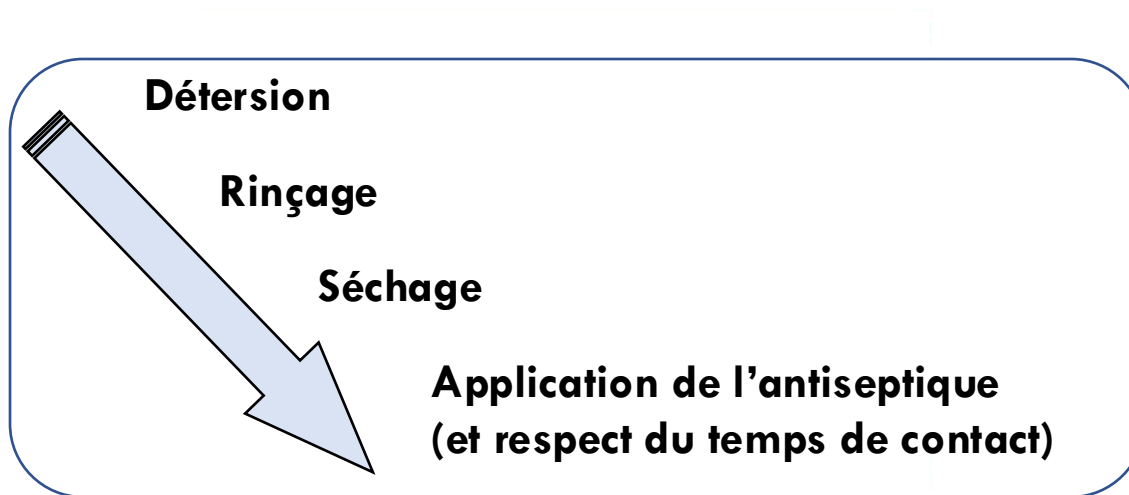 Détersion
Rinçage
Séchage
Application de l’antiseptique
(et respect du temps de contact)